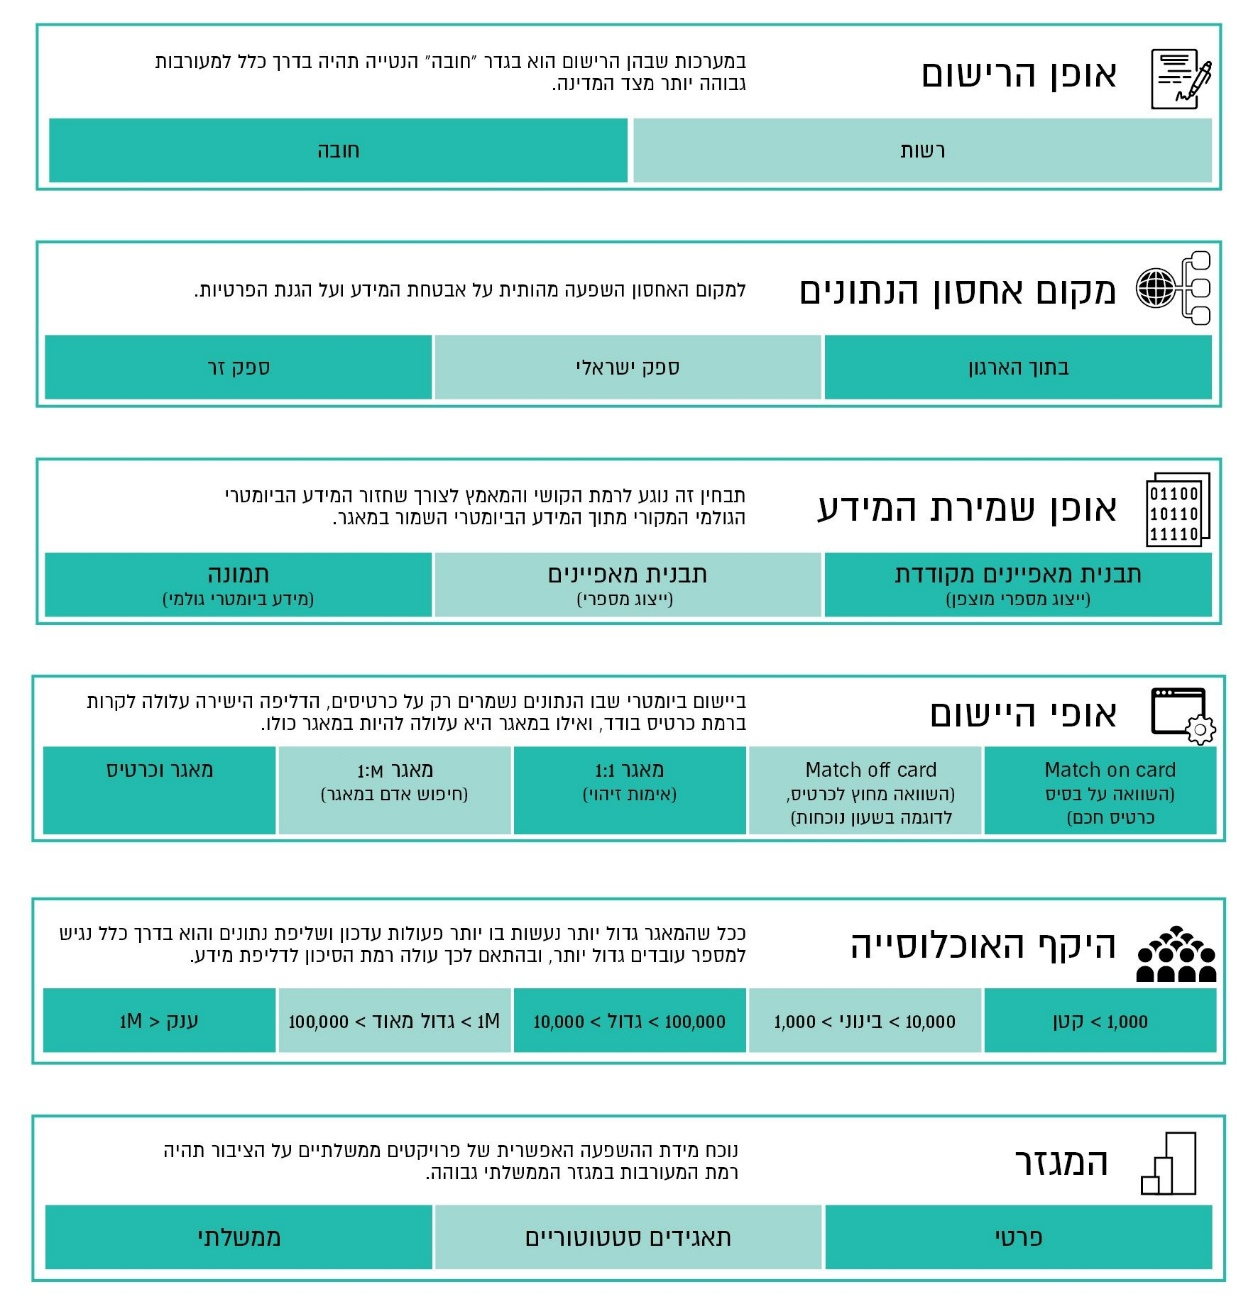 אופן הרישום
במערכות שבהן הרישום הוא בגדר "חובה" הנטייה תהיה בדרך כלל למעורבות
גבוהה יותר מצד המדינה.
רשות
חובה
מקום אחסון הנתונים
למקום האחסון השפעה מהותית על אבטחת המידע ועל הגנת הפרטיות.
בתוך הארגון
ספק ישראלי
ספק זר
01100
10110
11110
אופן שמירת המידע
תבחין זה נוגע לרמת הקושי והמאמץ לצורך שחזור המידע הביומטרי
הגולמי המקורי מתוך המידע הביומטרי השמור במאגר.
תבנית מאפיינים מקודדת
(ייצוג מספרי מוצפן)
תבנית מאפיינים
(ייצוג מספרי)
תמונה
(מידע ביומטרי גולמי)
אופי היישום
ביישום ביומטרי שבו הנתונים נשמרים רק על כרטיסים, הדליפה הישירה עלולה לקרות
ברמת כרטיס בודד, ואילו במאגר היא עלולה להיות במאגר כולו.
Match on card
(השוואה על בסיס
כרטיס חכם)
Match off card
(השוואה מחוץ לכרטיס,
לדוגמה בשעון נוכחות)
מאגר 1:1
(אימות זיהוי)
מאגר 1:M
(חיפוש אדם במאגר)
מאגר וכרטיס
היקף האוכלוסייה
ככל שהמאגר גדול יותר נעשות בו יותר פעולות עדכון ושליפת נתונים והוא בדרך כלל נגיש
למספר עובדים גדול יותר, ובהתאם לכך עולה רמת הסיכון לדליפת מידע.
1,000 > קטן
10,000 > בינוני > 1,000
100,000 > גדול > 10,000
1M > גדול מאוד > 100,000
ענק < 1M
המגזר
נוכח מידת ההשפעה האפשרית של פרויקטים ממשלתיים על הציבור תהיה
רמת המעורבות במגזר הממשלתי גבוהה.
פרטי
תאגידים סטטוטוריים
ממשלתי